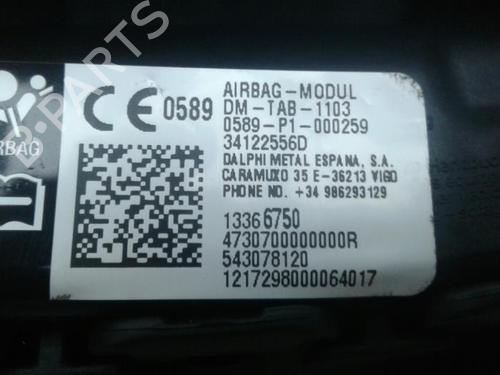 AIRBAG
CE 0589
AIRBAG-MODUL
DM-TAB-1103
0589-P1-000259
34122556D
DALPHI METAL ESPANA, S.A.
CARAMUXO 35 E-36213 VIGO
PHONE NO. +34 986293129
13366750
4730700000000R
543078120
1217298000064017
B-PARTS